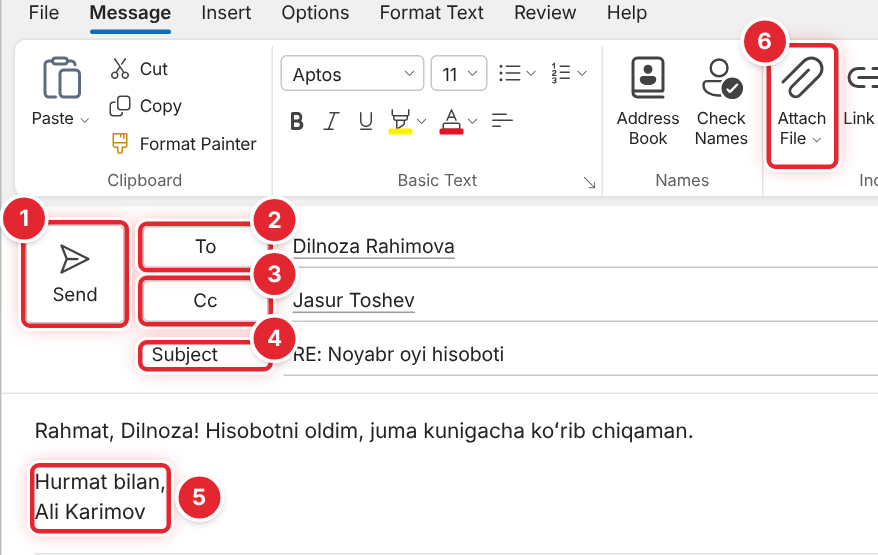 File Message Insert Options Format Text Review Help
6
Paste
Cut
Copy
Format Painter
Clipboard
Aptos 11
B I U A
Basic Text
Address Book
Check Names
Names
Attach File
Link
1
Send
2
To Dilnoza Rahimova
3
Cc Jasur Toshev
4
Subject RE: Noyabr oyi hisoboti
Rahmat, Dilnoza! Hisobotni oldim, juma kunigacha koʻrib chiqaman.
Hurmat bilan,
Ali Karimov
5